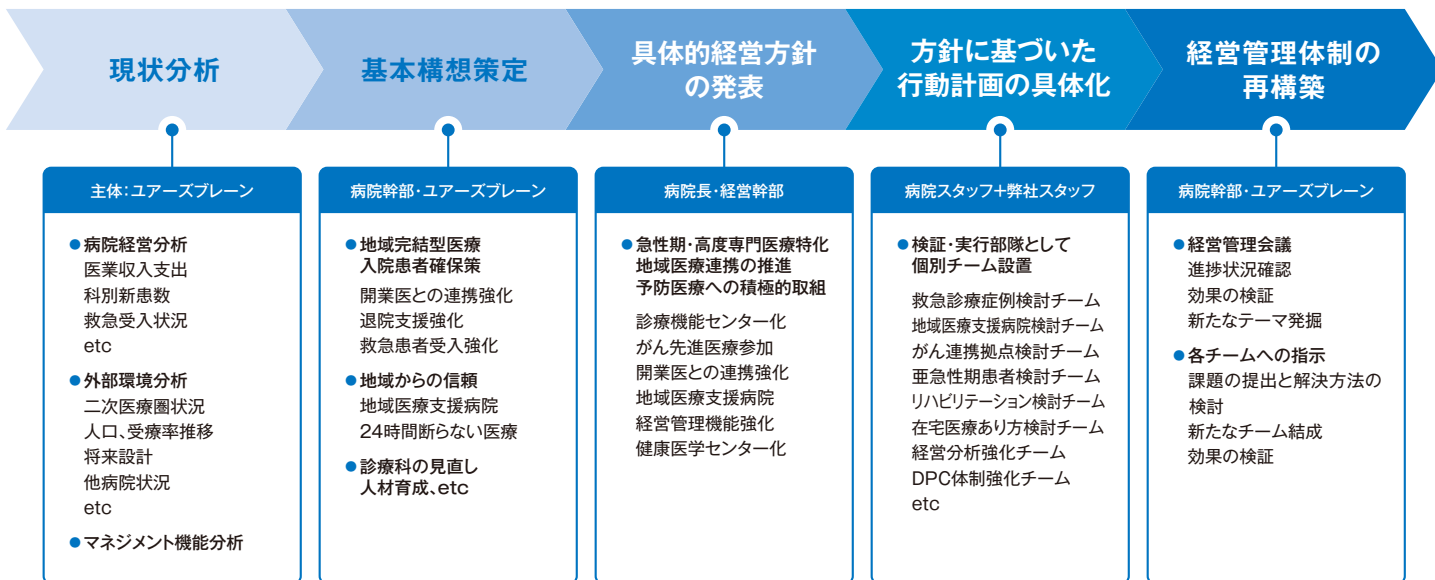 現状分析
基本構想策定
具体的経営方針
の発表
方針に基づいた
行動計画の具体化
経営管理体制の
再構築
主体:ユアーズブレーン
●病院経営分析
医業収入支出
科別新患数
救急受入状況
etc
●外部環境分析
二次医療圏状況
人口、受療率推移
将来設計
他病院状況
etc
●マネジメント機能分析
病院幹部・ユアーズブレーン
●地域完結型医療
入院患者確保策
開業医との連携強化
退院支援強化
救急患者受入強化
●地域からの信頼
地域医療支援病院
24時間断らない医療
●診療科の見直し
人材育成、etc
病院長・経営幹部
●急性期・高度専門医療特化
地域医療連携の推進
予防医療への積極的取組
診療機能センター化
がん先進医療参加
開業医との連携強化
地域医療支援病院
経営管理機能強化
健康医学センター化
病院スタッフ+弊社スタッフ
●検証・実行部隊として
個別チーム設置
救急診療症例検討チーム
地域医療支援病院検討チーム
がん連携拠点検討チーム
亜急性期患者検討チーム
リハビリテーション検討チーム
在宅医療あり方検討チーム
経営分析強化チーム
DPC体制強化チーム
etc
病院幹部・ユアーズブレーン
●経営管理会議
進捗状況確認
効果の検証
新たなテーマ発掘
●各チームへの指示
課題の提出と解決方法の
検討
新たなチーム結成
効果の検証